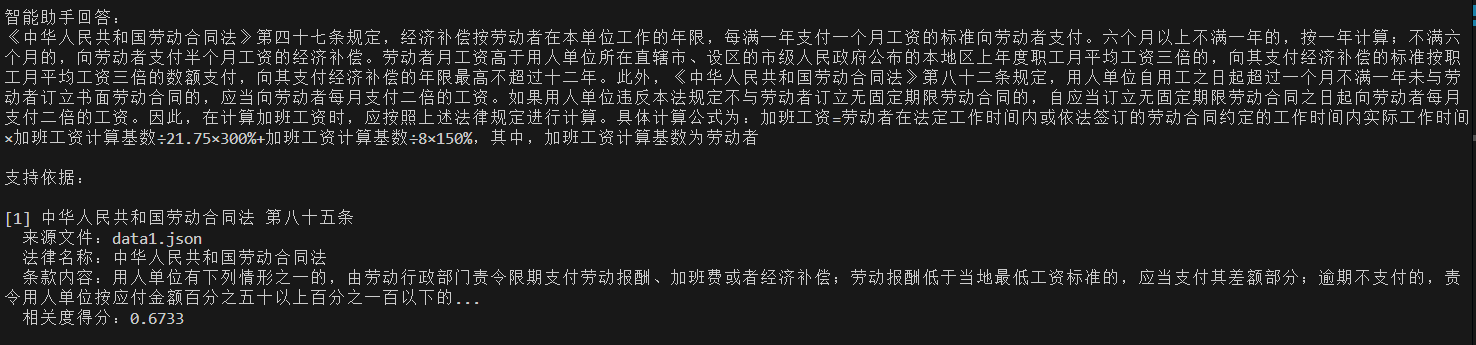 智能助手回答：
《中华人民共和国劳动合同法》第四十七条规定，经济补偿按劳动者在本单位工作的年限，每满一年支付一个月工资的标准向劳动者支付。六个月以上不满一年的，按一年计算；不满六
个月的，向劳动者支付半个月工资的经济补偿。劳动者月工资高于用人单位所在直辖市、设区的市级人民政府公布的本地区上年度职工月平均工资三倍的，向其支付经济补偿的标准按职
工月平均工资三倍的数额支付，向其支付经济补偿的年限最高不超过十二年。此外，《中华人民共和国劳动合同法》第八十二条规定，用人单位自用工之日起超过一个月不满一年未与劳
动者订立书面劳动合同的，应当向劳动者每月支付二倍的工资。如果用人单位违反本法规定不与劳动者订立无固定期限劳动合同的，自应当订立无固定期限劳动合同之日起向劳动者每月
支付二倍的工资。因此，在计算加班工资时，应按照上述法律规定进行计算。具体计算公式为：加班工资=劳动者在法定工作时间内或依法签订的劳动合同约定的工作时间内实际工作时间
×加班工资计算基数÷21.75×300%+加班工资计算基数÷8×150%，其中，加班工资计算基数为劳动者
支持依据：
[1] 中华人民共和国劳动合同法 第八十五条
来源文件：data1.json
法律名称：中华人民共和国劳动合同法
条款内容：用人单位有下列情形之一的，由劳动行政部门责令限期支付劳动报酬、加班费或者经济补偿；劳动报酬低于当地最低工资标准的，应当支付其差额部分；逾期不支付的，责
令用人单位按应付金额百分之五十以上百分之一百以下的...
相关度得分：0.6733